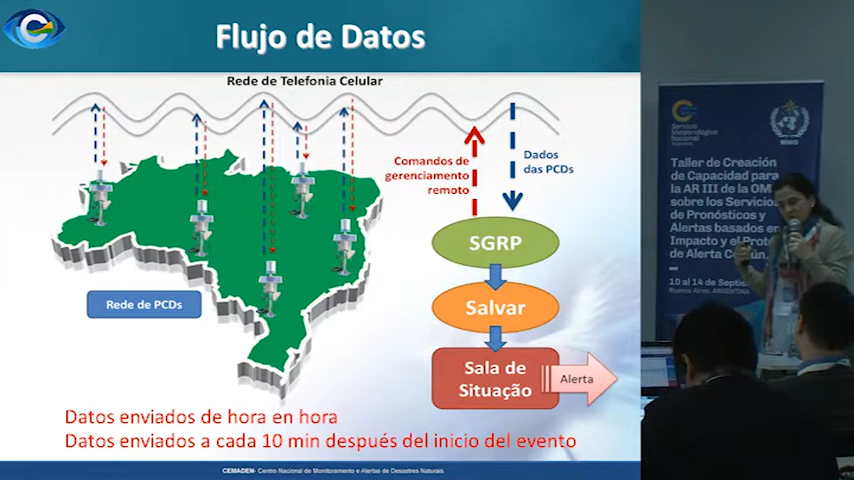 Flujo de Datos
Rede de Telefonia Celular
Comandos de
gerenciamento
remoto
Dados
das PCDs
SGRP
Rede de PCDs
Salvar
Sala de
Situação
Alerta
Datos enviados de hora en hora
Datos enviados a cada 10 min después del inicio del evento
CEMADEN- Centro Nacional de Monitoramento e Alertas de Desastres Naturais
Servicio
Meteorológico
Nacional
Argentina
WMO
Taller de Creación
de Capacidad para
la AR III de la OM
sobre los Servicios
de Pronósticos y
Alertas basados en
Impacto y el Proto
de Alerta Común.
10 al 14 de Septie
Buenos Aires, ARGENTINA